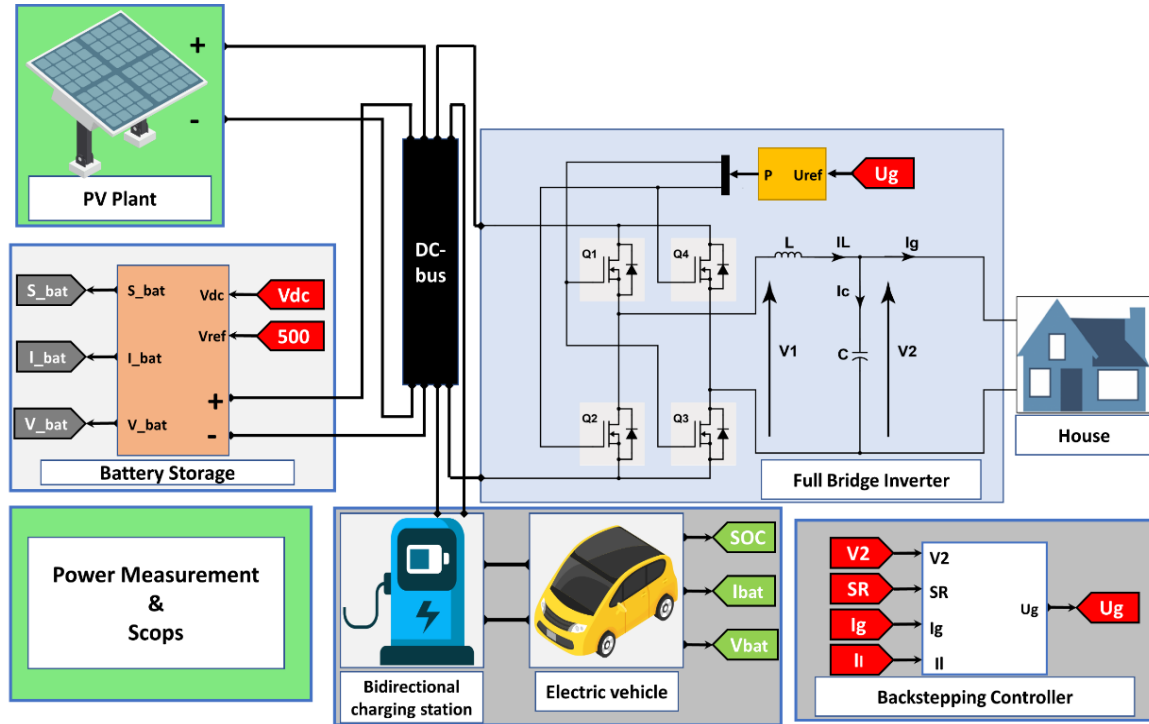 +
-
PV Plant
DC-
bus
P
Uref
Ug
Q1
Q4
L
IL
Ig
Ic
V1
C
V2
Q2
Q3
Full Bridge Inverter
House
S_bat
S_bat
Vdc
Vdc
Vref
500
I_bat
I_bat
+
V_bat
V_bat
-
Battery Storage
Power Measurement
&
Scops
Bidirectional
charging station
Electric vehicle
SOC
Ibat
Vbat
V2
V2
SR
SR
Ig
Ig
Il
Il
Ug
Ug
Backstepping Controller